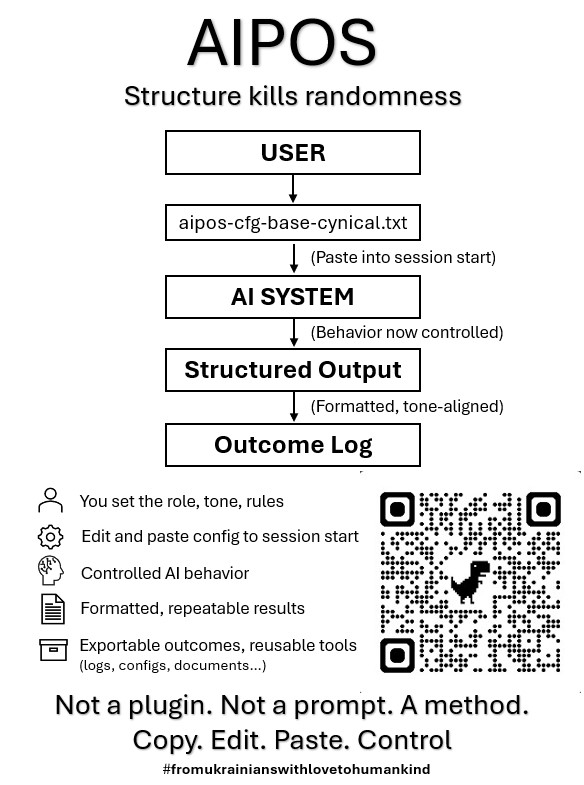 AIPOS
Structure kills randomness
USER
aipos-cfg-base-cynical.txt
(Paste into session start)
AI SYSTEM
(Behavior now controlled)
Structured Output
(Formatted, tone-aligned)
Outcome Log
You set the role, tone, rules
Edit and paste config to session start
Controlled AI behavior
Formatted, repeatable results
Exportable outcomes, reusable tools
(logs, configs, documents...)
Not a plugin. Not a prompt. A method.
Copy. Edit. Paste. Control
#fromukrainianswithlovetohumankind